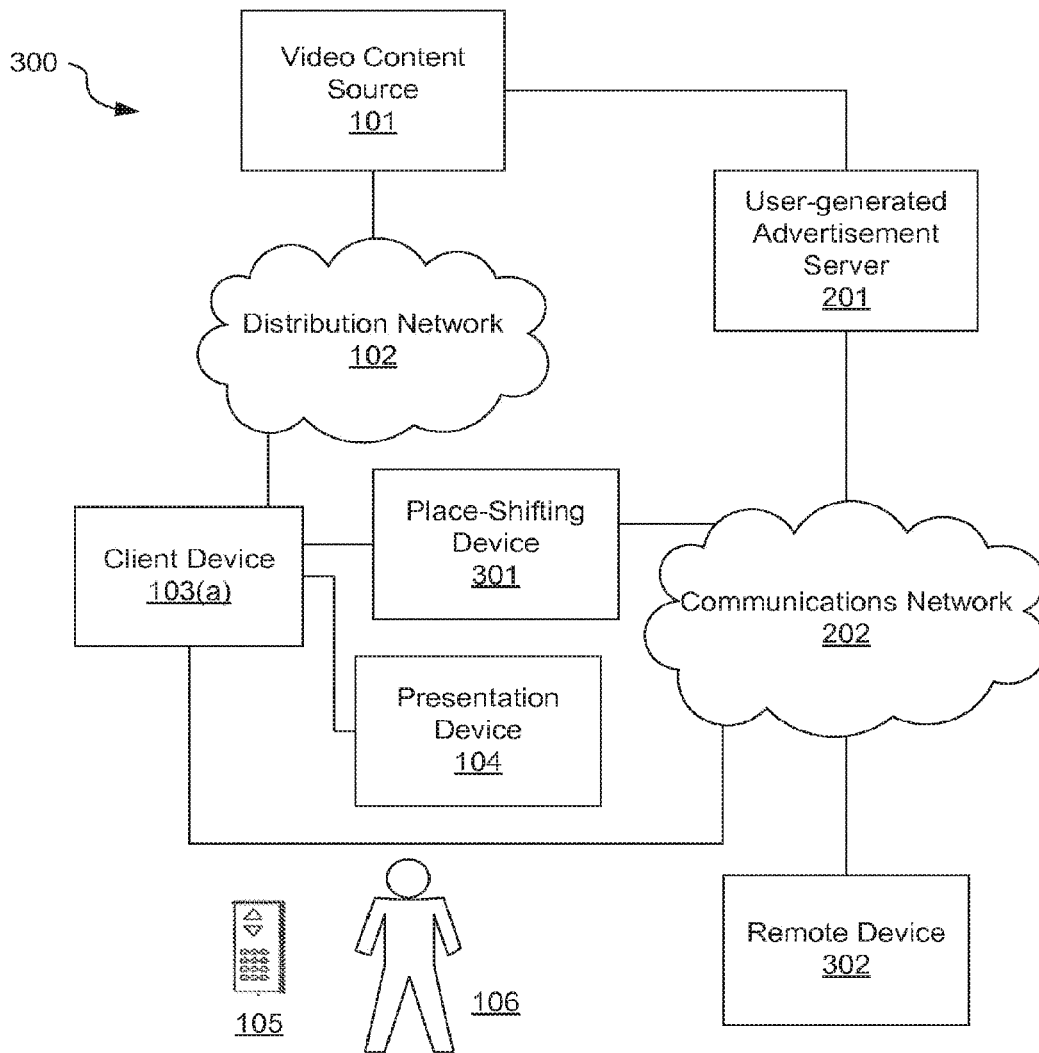 300
Video Content
Source
101
User-generated
Advertisement
Server
201
Distribution Network
102
Place-Shifting
Device
301
Client Device
103(a)
Communications Network
202
Presentation
Device
104
Remote Device
302
105
106